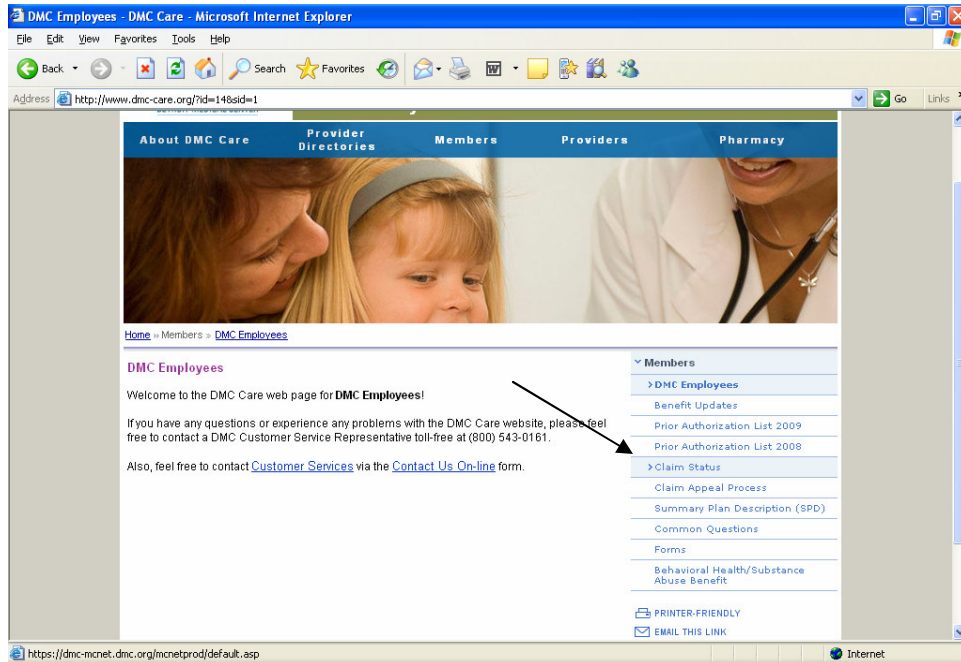 DMC Employees - DMC Care - Microsoft Internet Explorer
File Edit View Favorites Tools Help
Back Search Favorites
Address http://www.dmc-care.org/?id=14&sid=1 Go Links
About DMC Care Provider Directories Members Providers Pharmacy
Home » Members » DMC Employees
DMC Employees
Welcome to the DMC Care web page for DMC Employees!
If you have any questions or experience any problems with the DMC Care website, please feel
free to contact a DMC Customer Service Representative toll-free at (800) 543-0161.
Also, feel free to contact Customer Services via the Contact Us On-line form.
Members
DMC Employees
Benefit Updates
Prior Authorization List 2009
Prior Authorization List 2008
Claim Status
Claim Appeal Process
Summary Plan Description (SPD)
Common Questions
Forms
Behavioral Health/Substance
Abuse Benefit
PRINTER-FRIENDLY
EMAIL THIS LINK
https://dmc-mcnet.dmc.org/mcnetprod/default.asp Internet